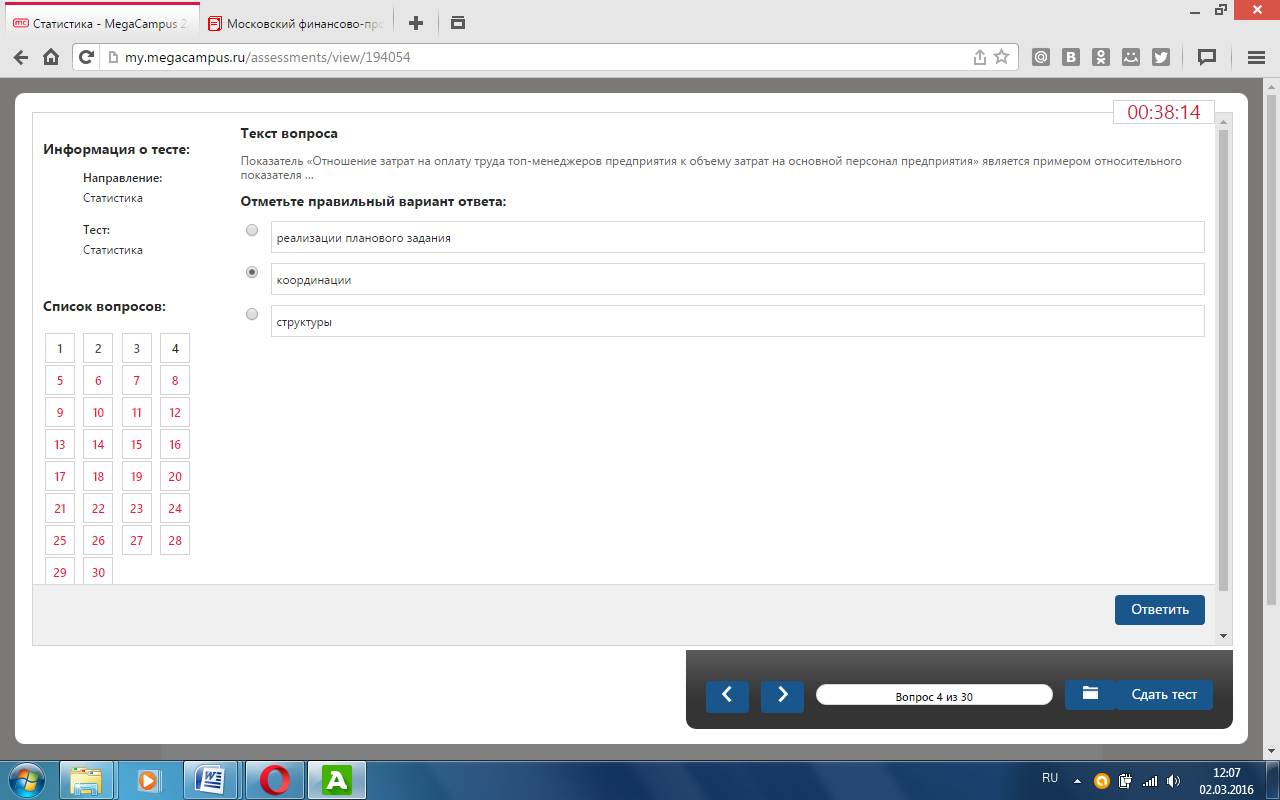 Статистика - MegaCampus 2.
Московский финансово-про
my.megacampus.ru/assessments/view/194054
00:38:14
Информация о тесте:
Направление:
Статистика
Тест:
Статистика
Список вопросов:
1 2 3 4
5 6 7 8
9 10 11 12
13 14 15 16
17 18 19 20
21 22 23 24
25 26 27 28
29 30
Текст вопроса
Показатель «Отношение затрат на оплату труда топ-менеджеров предприятия к объему затрат на основной персонал предприятия» является примером относительного
показателя ...
Отметьте правильный вариант ответа:
реализации планового задания
координации
структуры
Ответить
Вопрос 4 из 30
Сдать тест
RU
12:07
02.03.2016